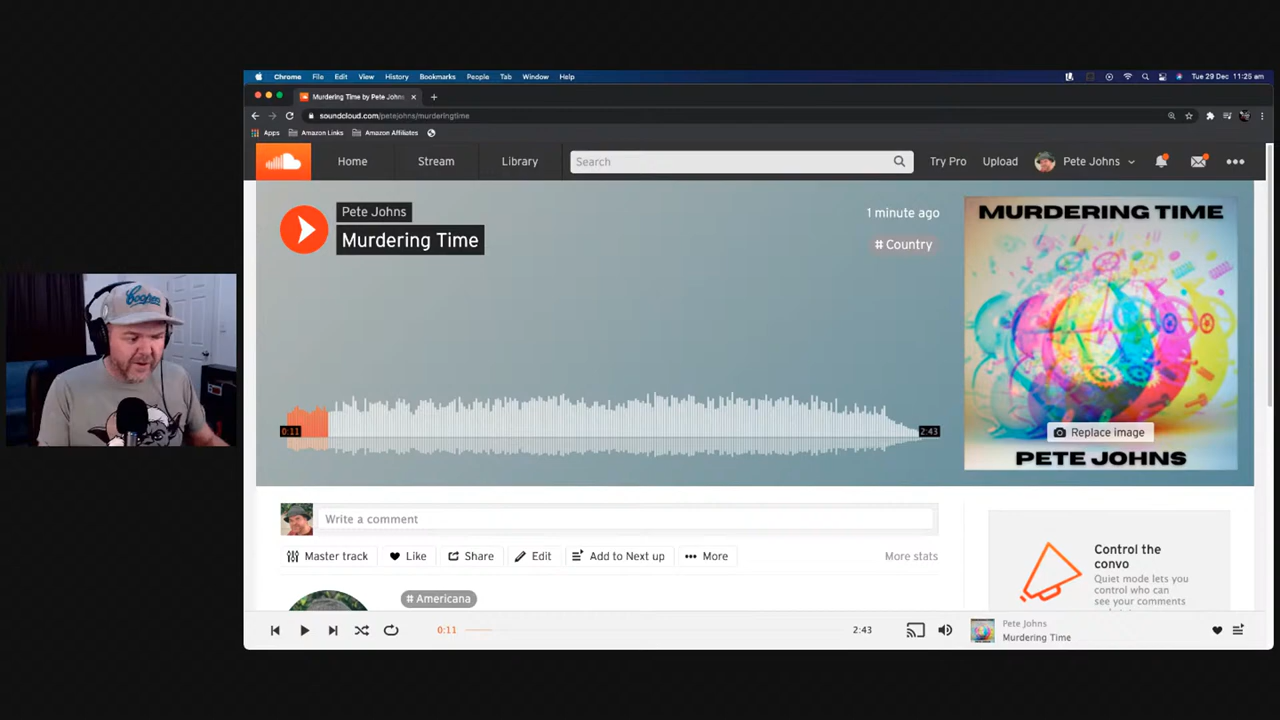 Chrome File Edit View History Bookmarks People Tab Window Help Tue 29 Dec 11:25 am
Murdering Time by Pete Johns
soundcloud.com/petejohns/murderingtime
Apps Amazon Links Amazon Affiliates
Home Stream Library Search Try Pro Upload Pete Johns
Pete Johns
Murdering Time
1 minute ago
# Country
MURDERING TIME
Replace image
PETE JOHNS
0:11
2:43
Write a comment
Master track Like Share Edit Add to Next up More More stats
# Americana
Control the
convo
Quiet mode lets you
control who can
see your comments
0:11 2:43
Pete Johns
Murdering Time
Coopers